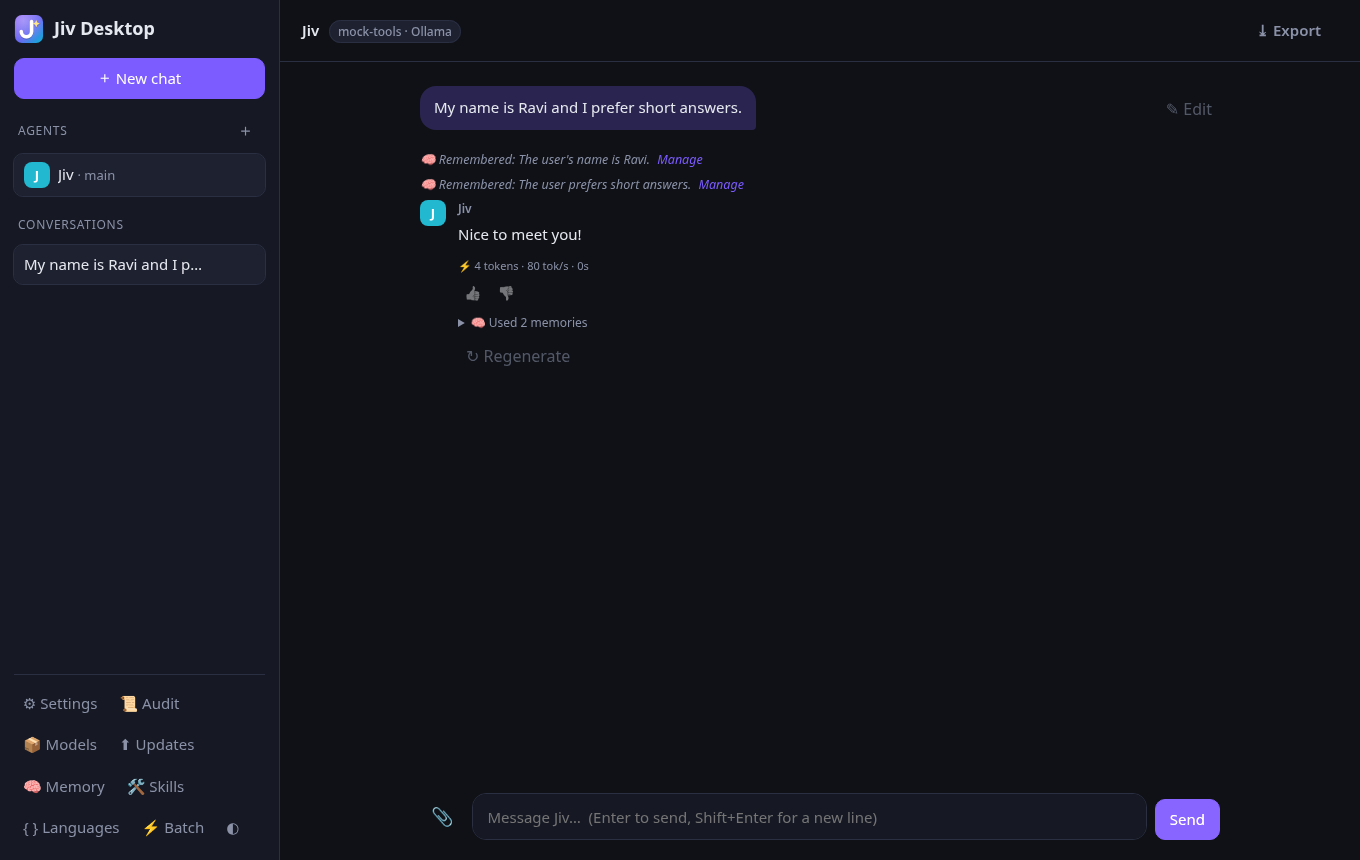 Jiv Desktop
+ New chat
AGENTS +
J Jiv · main
CONVERSATIONS
My name is Ravi and I p...
⚙ Settings 📜 Audit
📦 Models ⬆ Updates
🧠 Memory 🛠️ Skills
{ } Languages ⚡ Batch ◐
Jiv mock-tools · Ollama
⤓ Export
My name is Ravi and I prefer short answers.
✎ Edit
🧠 Remembered: The user's name is Ravi. Manage
🧠 Remembered: The user prefers short answers. Manage
J Jiv
Nice to meet you!
⚡ 4 tokens · 80 tok/s · 0s
👍 👎
▶ 🧠 Used 2 memories
↻ Regenerate
📎 Message Jiv... (Enter to send, Shift+Enter for a new line)
Send